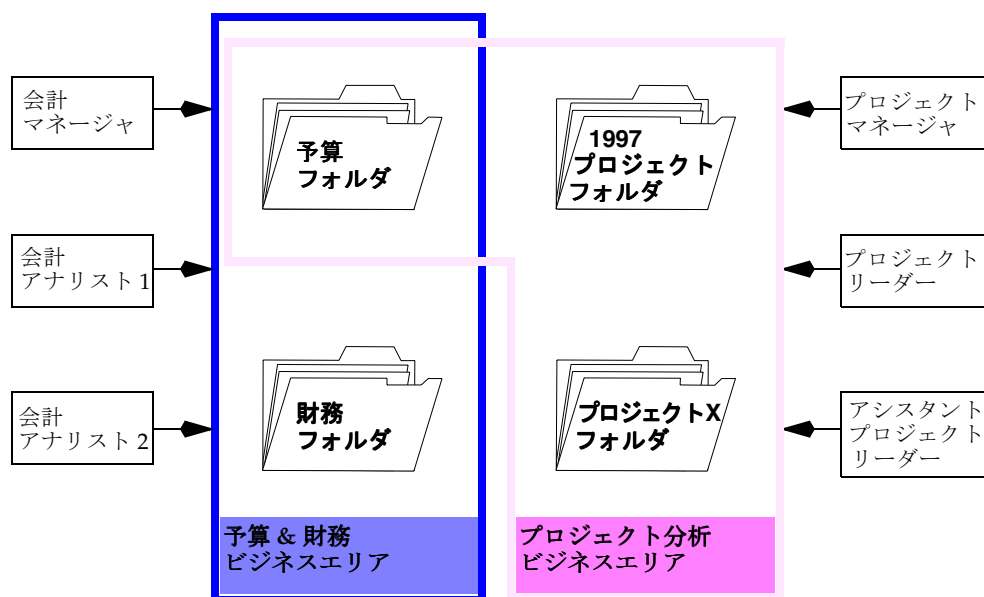 会計
マネージャ
予算
フォルダ
1997
プロジェクト
フォルダ
プロジェクト
マネージャ
会計
アナリスト1
プロジェクト
リーダー
会計
アナリスト2
財務
フォルダ
プロジェクトX
フォルダ
アシスタント
プロジェクト
リーダー
予算 & 財務
ビジネスエリア
プロジェクト分析
ビジネスエリア